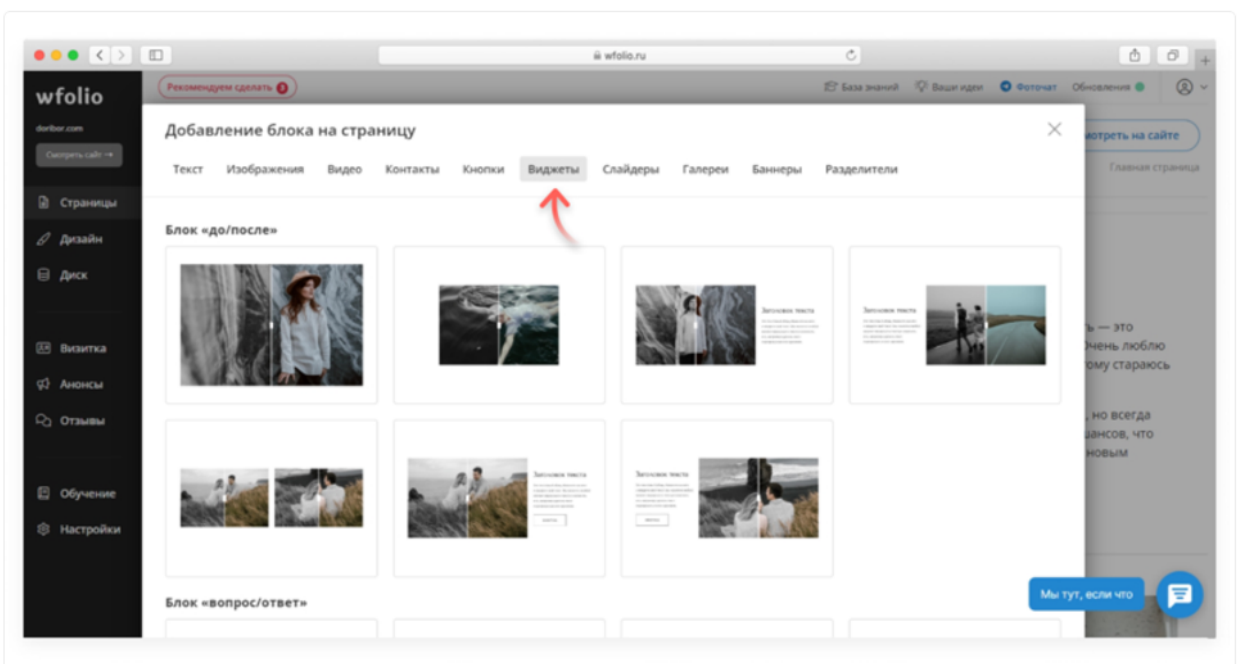 wfolio.ru
wfolio
doribor.com
Смотреть сайт →
Страницы
Дизайн
Диск
Визитка
Анонсы
Отзывы
Обучение
Настройки
Рекомендуем сделать 3
База знаний
Ваши идеи
Фоточат
Обновления
мотреть на сайте
Главная страница
Добавление блока на страницу
Текст Изображения Видео Контакты Кнопки Виджеты Слайдеры Галереи Баннеры Разделители
Блок «до/после»
Заголовок текста
Заголовок текста
Заголовок текста
Заголовок текста
Блок «вопрос/ответ»
ь — это
Очень люблю
тому стараюсь
, но всегда
нсов, что
новым
Мы тут, если что